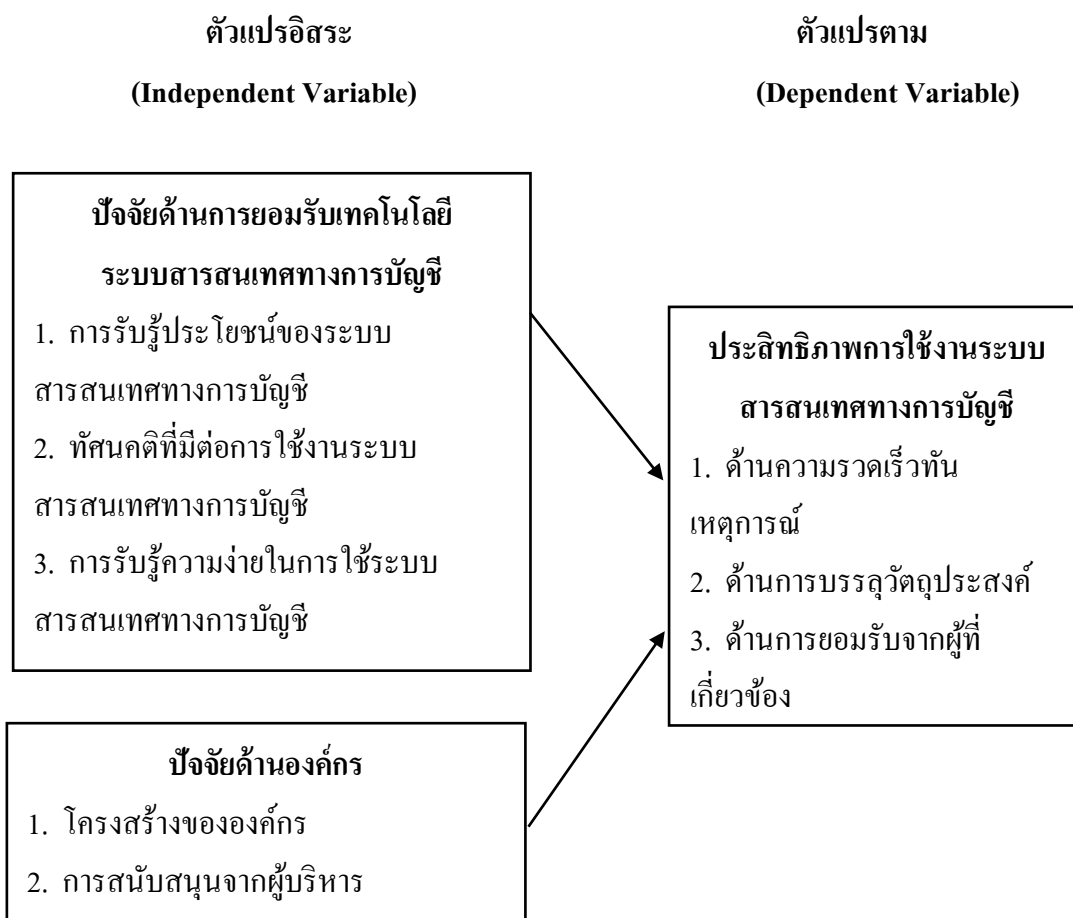 ตัวแปรอิสระ
(Independent Variable)
ตัวแปรตาม
(Dependent Variable)
ปัจจัยด้านการยอมรับเทคโนโลยี
ระบบสารสนเทศทางการบัญชี
1. การรับรู้ประโยชน์ของระบบ
สารสนเทศทางการบัญชี
2. ทัศนคติที่มีต่อการใช้งานระบบ
สารสนเทศทางการบัญชี
3. การรับรู้ความง่ายในการใช้ระบบ
สารสนเทศทางการบัญชี
ปัจจัยด้านองค์กร
1. โครงสร้างขององค์กร
2. การสนับสนุนจากผู้บริหาร
ประสิทธิภาพการใช้งานระบบ
สารสนเทศทางการบัญชี
1. ด้านความรวดเร็วทัน
เหตุการณ์
2. ด้านการบรรลุวัตถุประสงค์
3. ด้านการยอมรับจากผู้ที่
เกี่ยวข้อง